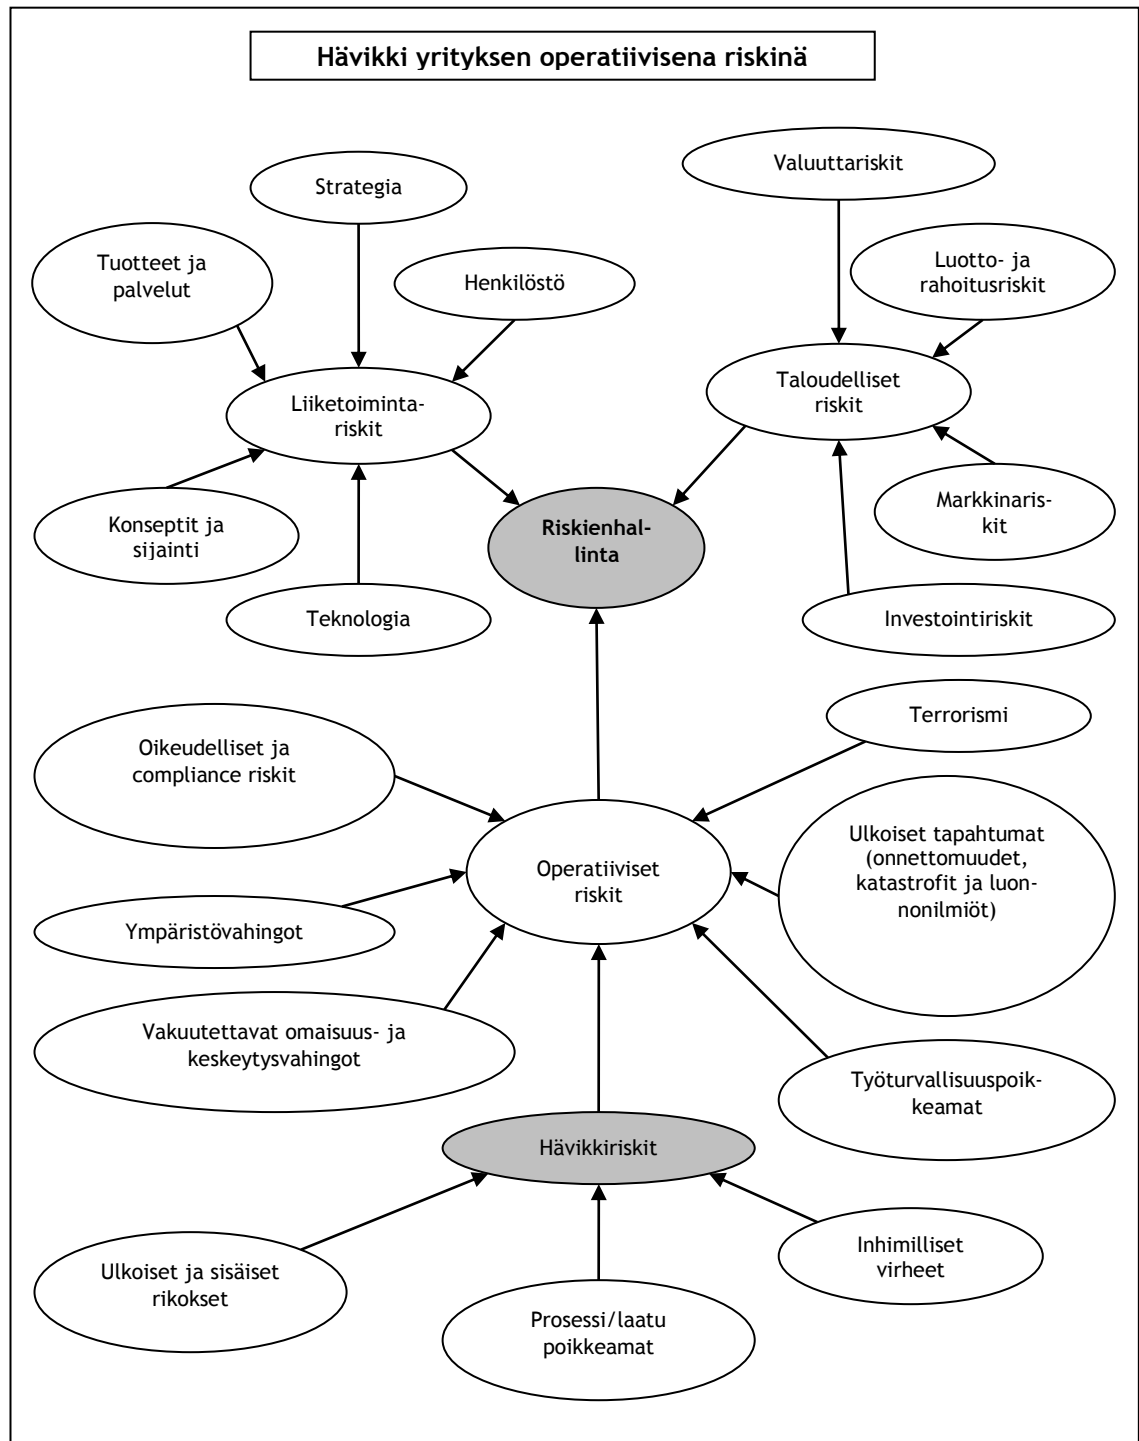 Hävikki yrityksen operatiivisena riskinä
Strategia
Valuuttariskit
Tuotteet ja
palvelut
Henkilöstö
Luotto- ja
rahoitusriskit
Liiketoiminta-
riskit
Taloudelliset
riskit
Konseptit ja
sijainti
Riskienhal-
linta
Markkinaris-
kit
Teknologia
Investointiriskit
Oikeudelliset ja
compliance riskit
Terrorismi
Operatiiviset
riskit
Ulkoiset tapahtumat
(onnettomuudet,
katastrofit ja luon-
nonilmiöt)
Ympäristövahingot
Vakuutettavat omaisuus- ja
keskeytysvahingot
Työturvallisuuspoik-
keamat
Hävikkiriskit
Ulkoiset ja sisäiset
rikokset
Prosessi/laatu
poikkeamat
Inhimilliset
virheet